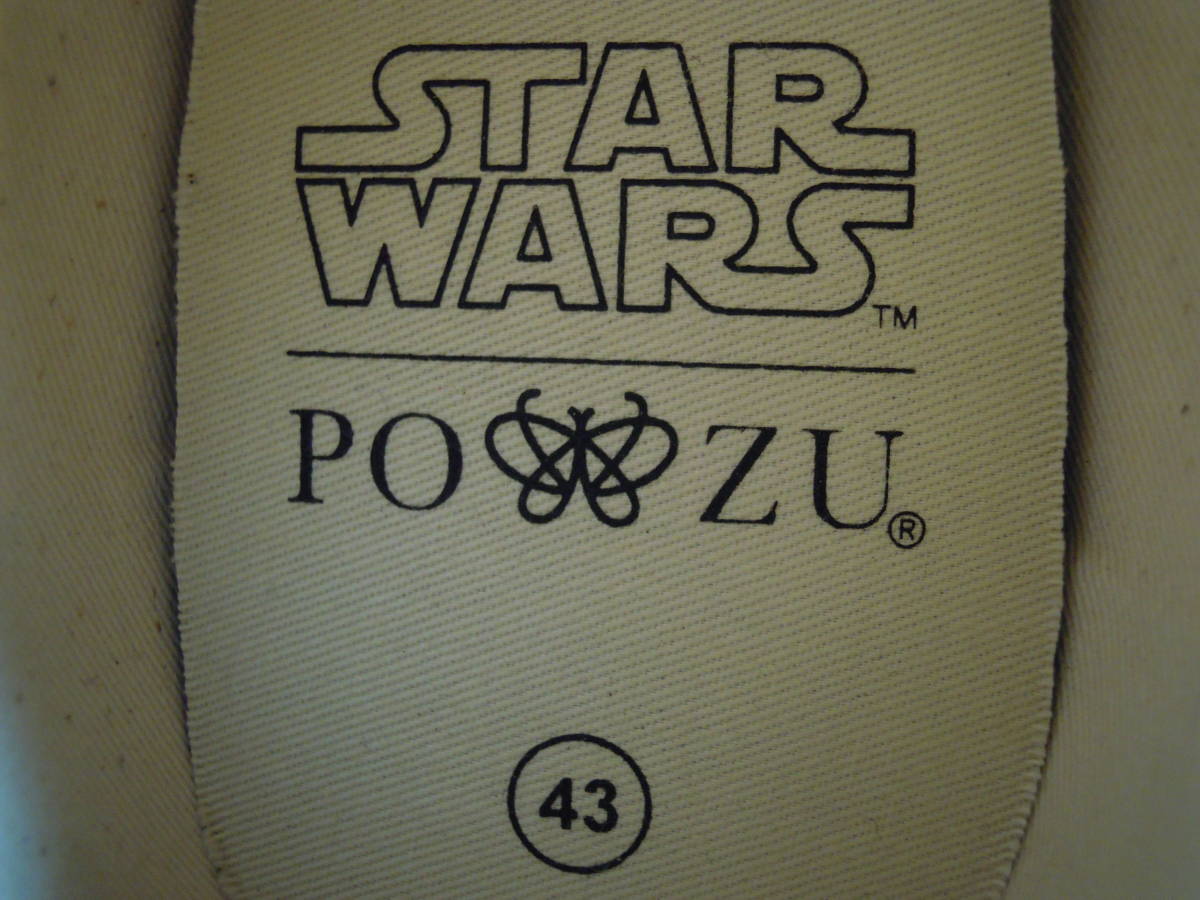 STAR
WARS TM
PO ZU ®
43